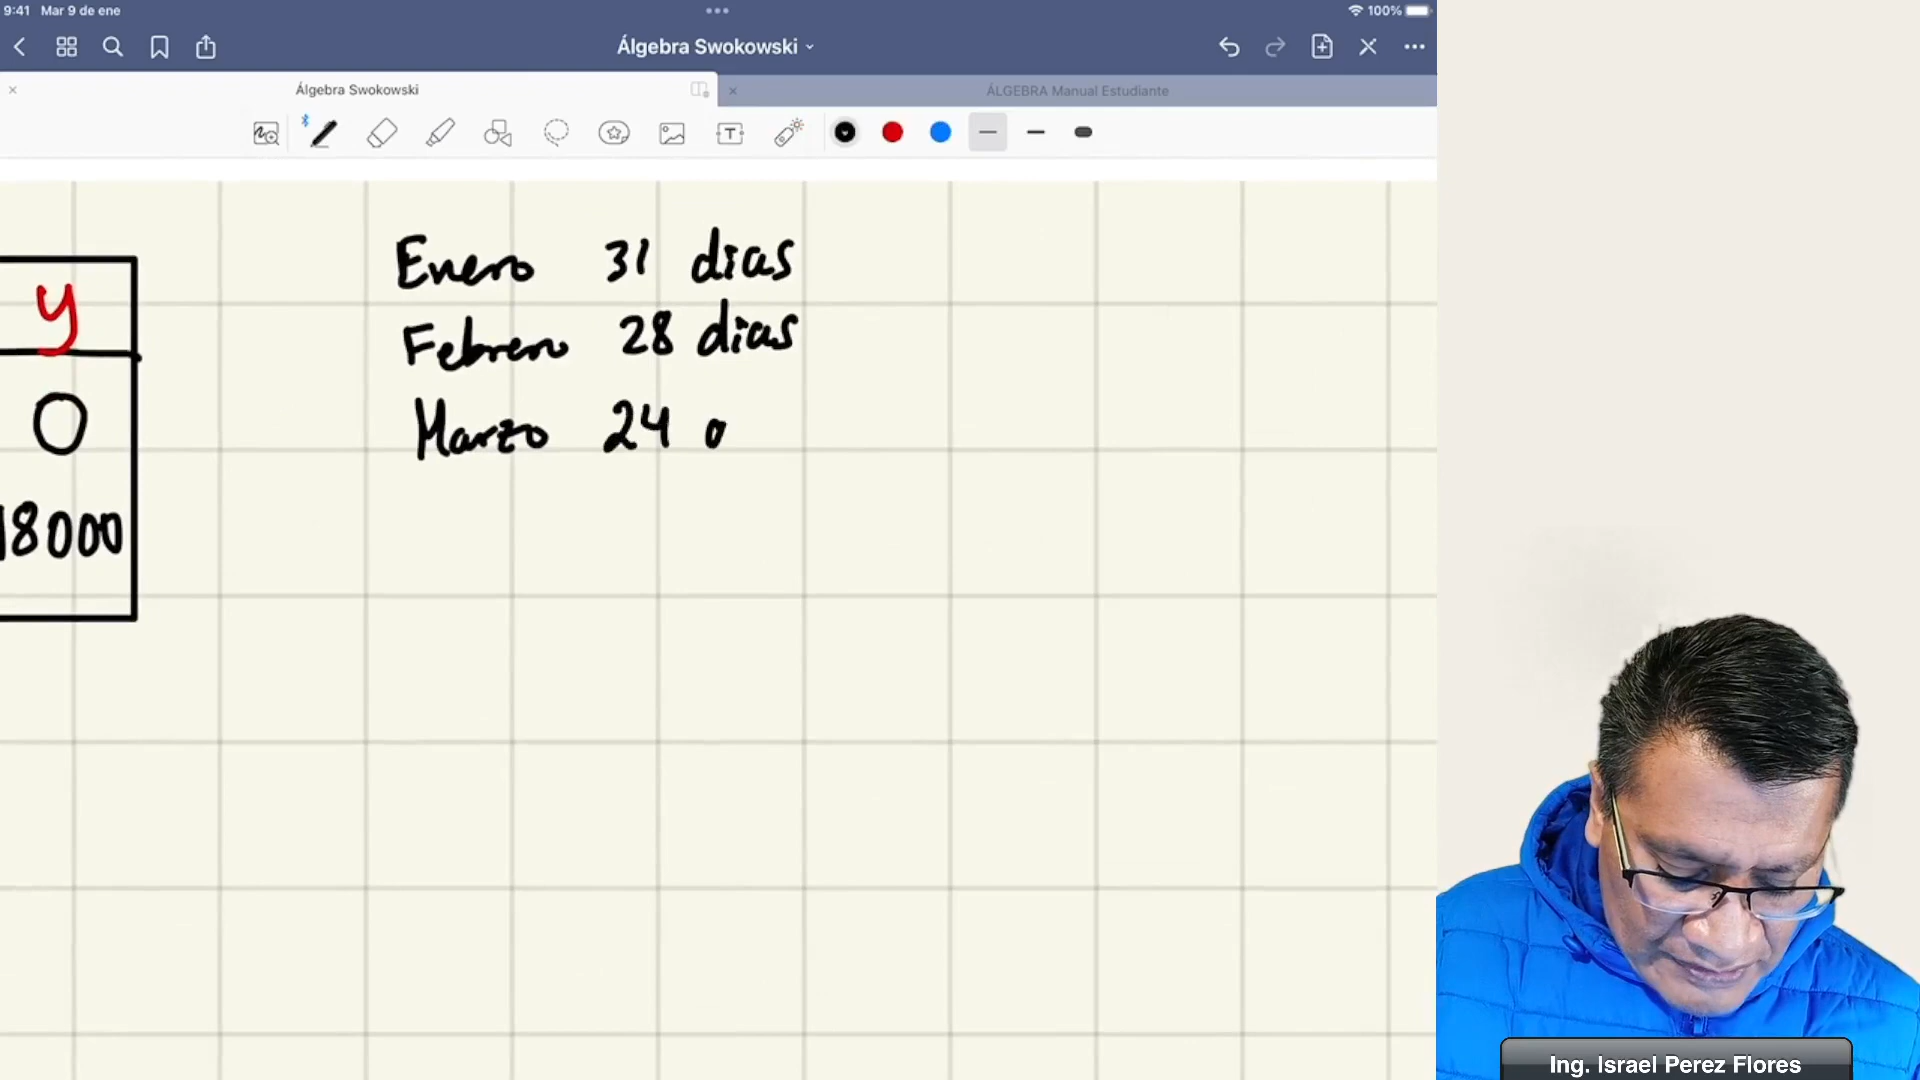 9:41 Mar 9 de ene 100%
Álgebra Swokowski
Álgebra Swokowski
ÁLGEBRA Manual Estudiante
y
0
18000
Enero 31 dias
Febrero 28 dias
Marzo 24
Ing. Israel Perez Flores